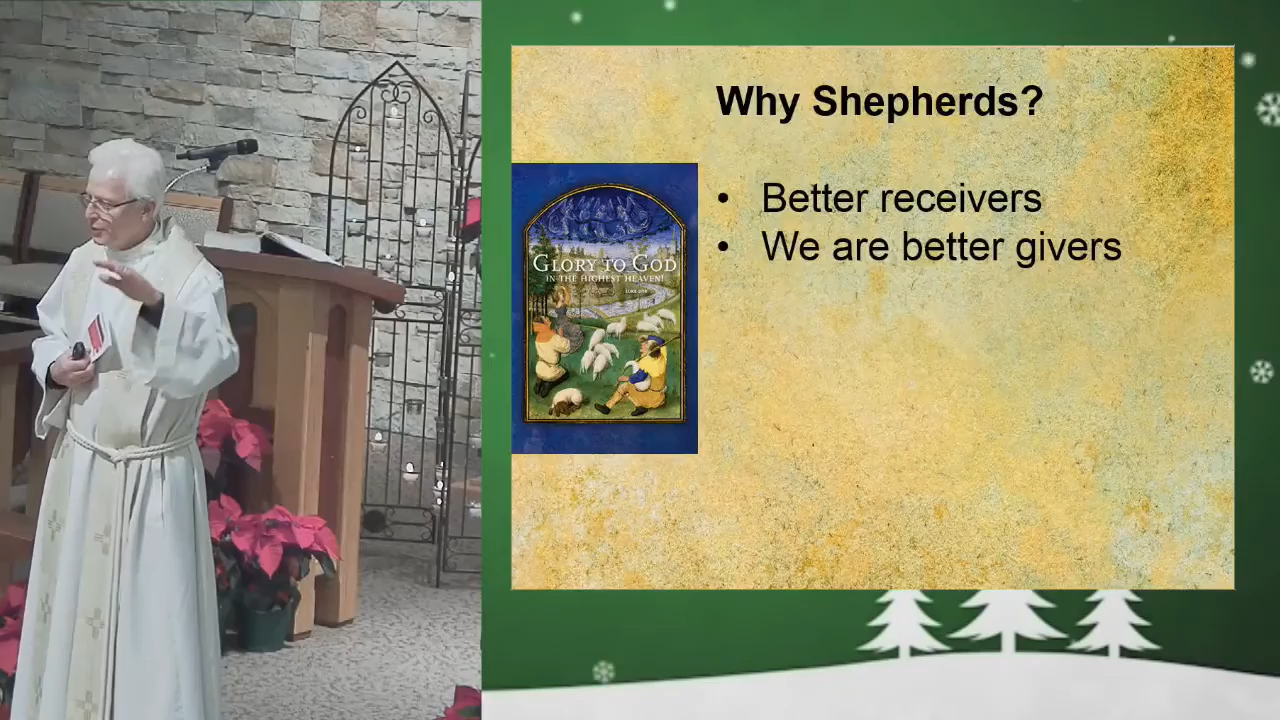 Why Shepherds?
• Better receivers
• We are better givers
GLORY TO GOD
IN THE HIGHEST HEAVEN!